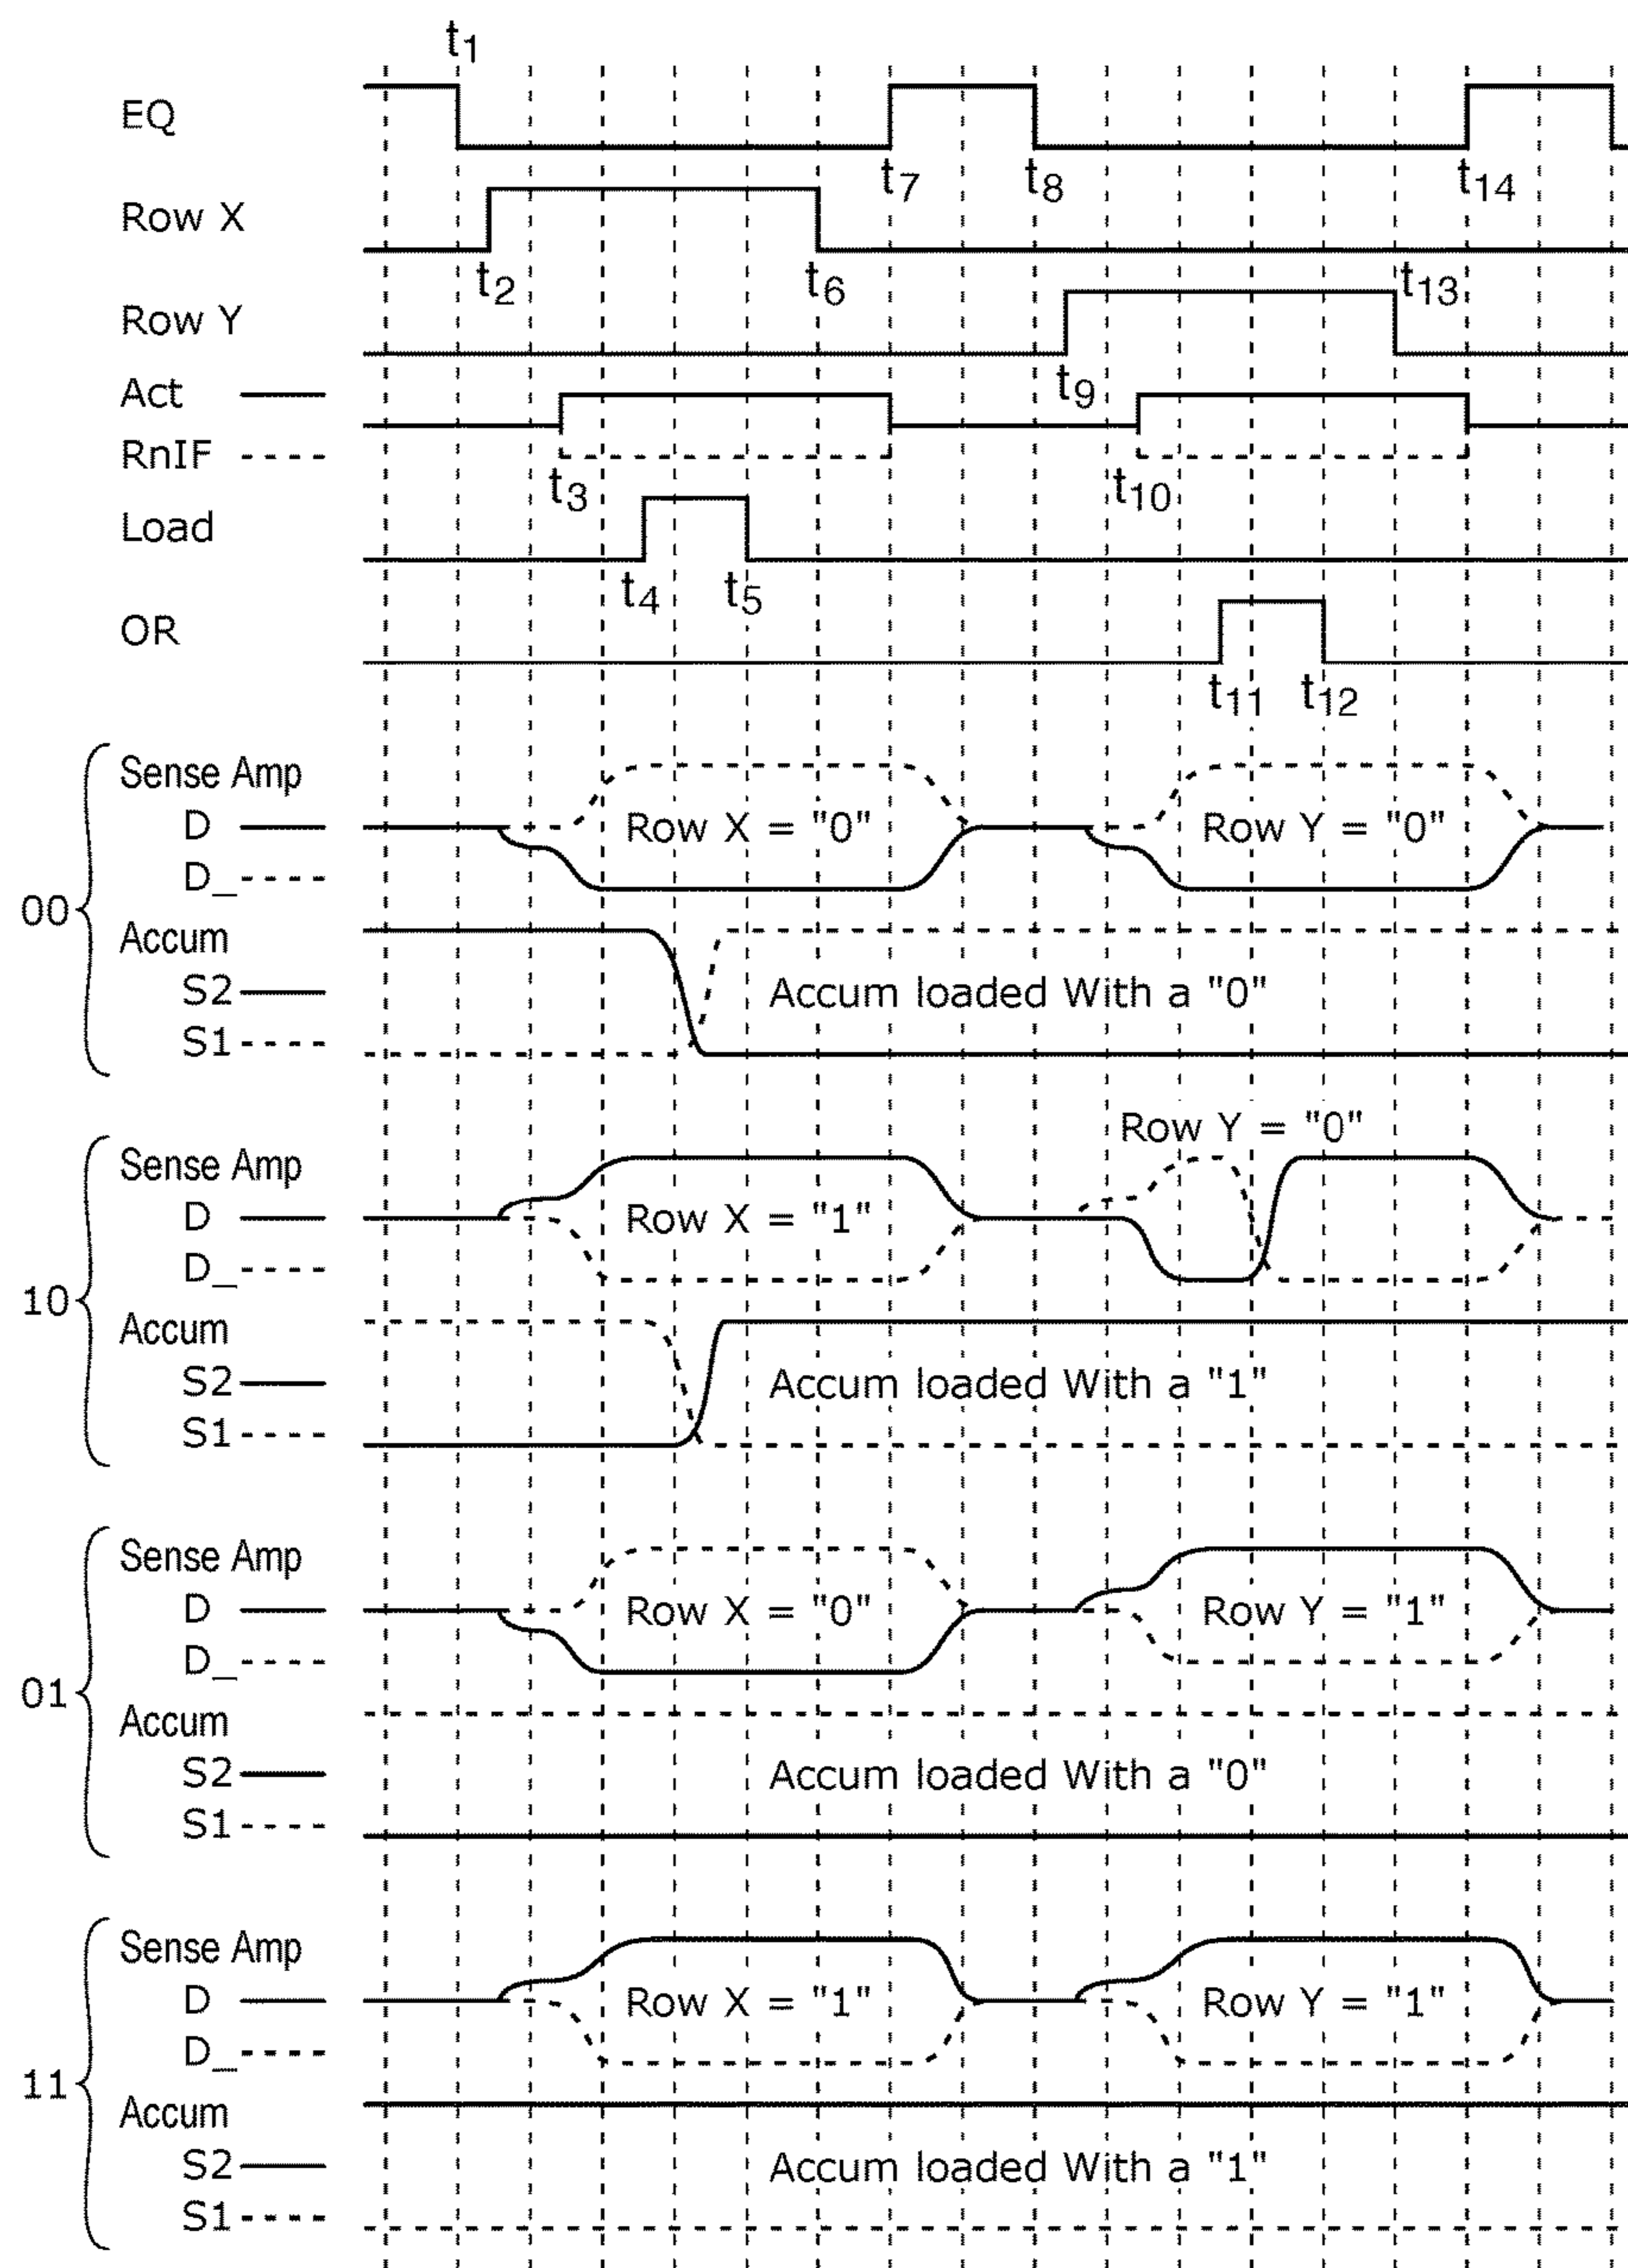 t1
EQ
t7 t8 t14
Row X
t2 t6 t13
Row Y
t9
Act
RnIF
t3 t10
Load
t4 t5
OR
t11 t12
00
Sense Amp
D Row X = "0" Row Y = "0"
D_
Accum
S2 Accum loaded With a "0"
S1
10
Row Y = "0"
Sense Amp
D Row X = "1"
D_
Accum
S2 Accum loaded With a "1"
S1
01
Sense Amp
D Row X = "0" Row Y = "1"
D_
Accum
S2 Accum loaded With a "0"
S1
11
Sense Amp
D Row X = "1" Row Y = "1"
D_
Accum
S2 Accum loaded With a "1"
S1